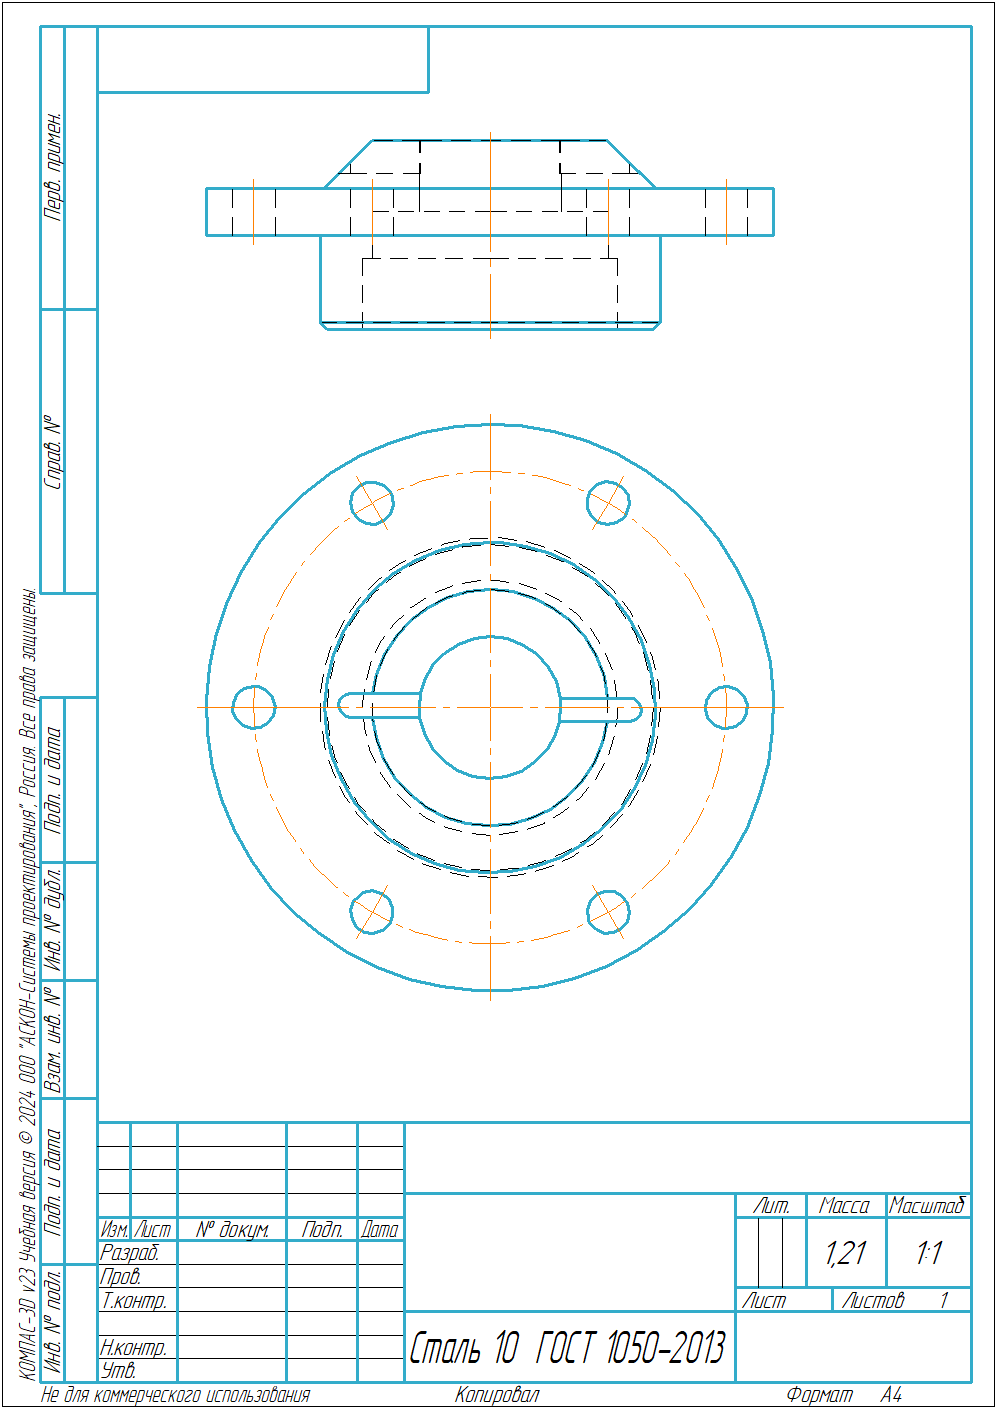 Перв. примен.
Справ. №
Подп. и дата
Инв. № дубл.
Взам. инв. №
Подп. и дата
Инв. № подл.
КОМПАС-3D v23 Учебная версия © 2024 ООО "АСКОН-Системы проектирования", Россия. Все права защищены.
Лит. Масса Масштаб
Изм. Лист № докум. Подп. Дата
1,21 1:1
Разраб.
Пров.
Т.контр.
Лист Листов 1
Н.контр.
Сталь 10 ГОСТ 1050-2013
Утв.
Не для коммерческого использования Копировал Формат А4